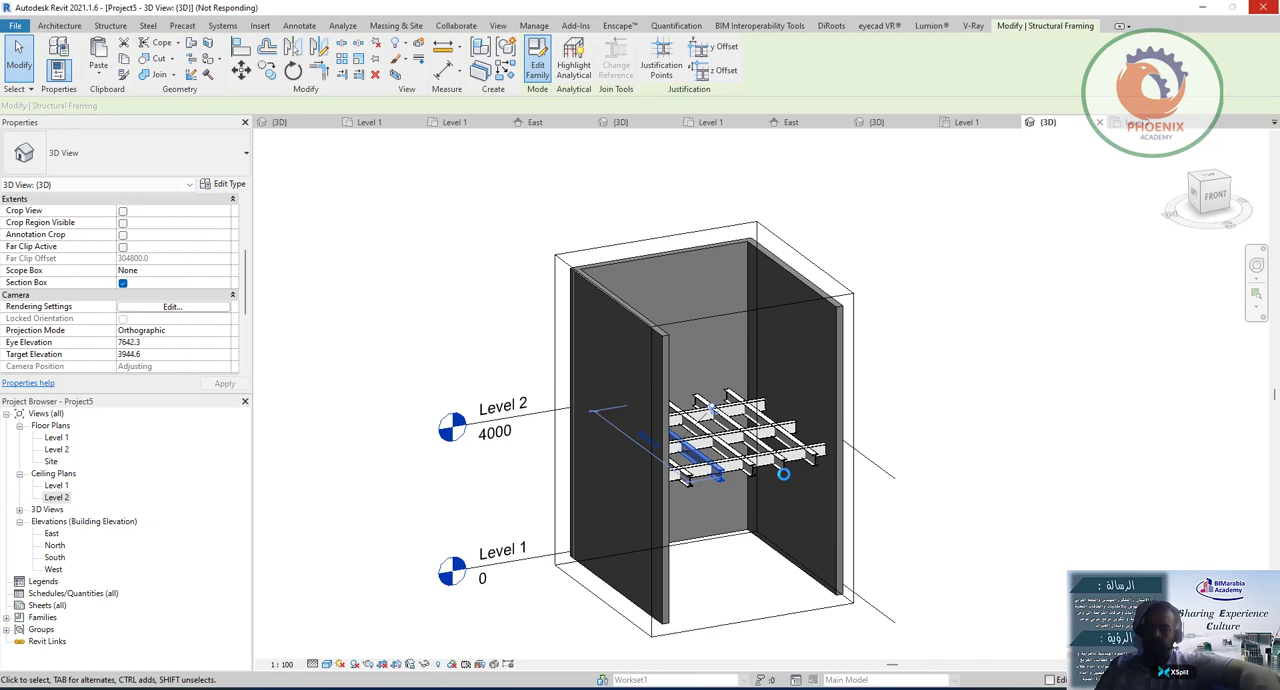 Autodesk Revit 2021.1.6 - Project5 - 3D View: {3D} (Not Responding)
File Architecture Structure Steel Precast Systems Insert Annotate Analyze Massing & Site Collaborate View Manage Add-Ins Enscape™ Quantification BIM Interoperability Tools DiRoots eyecad VR® Lumion® V-Ray Modify | Structural Framing
Modify
Paste
Cope
Cut
Join
Edit Family
Highlight Analytical
Change Reference
Justification Points
y Offset
z Offset
Select Properties Clipboard Geometry Modify View Measure Create Mode Analytical Join Tools Justification
Modify | Structural Framing
PHOENIX
ACADEMY
Properties
{3D} Level 1 Level 1 East {3D} Level 1 East {3D} Level 1 {3D}
3D View
3D View: {3D} Edit Type
Extents
Crop View
Crop Region Visible
Annotation Crop
Far Clip Active
Far Clip Offset 304800.0
Scope Box None
Section Box
Camera
Rendering Settings Edit...
Locked Orientation
Projection Mode Orthographic
Eye Elevation 7642.3
Target Elevation 3944.6
Camera Position Adjusting
Properties help Apply
Project Browser - Project5
Views (all)
Floor Plans
Level 1
Level 2
Site
Ceiling Plans
Level 1
Level 2
3D Views
Elevations (Building Elevation)
East
North
South
West
Legends
Schedules/Quantities (all)
Sheets (all)
Families
Groups
Revit Links
FRONT
Level 2
4000
Level 1
0
1 : 100
Click to select, TAB for alternates, CTRL adds, SHIFT unselects.
Workset1
:0
Main Model
الرسالة :
الرؤية :
BIMarabia
Academy
Sharing Experience
Culture
XSplit